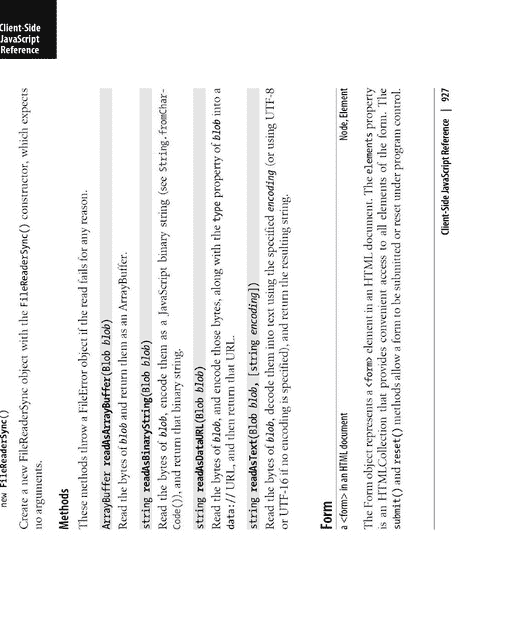 Client-Side
JavaScript
Reference
new FileReaderSync()
Create a new FileReaderSync object with the FileReaderSync() constructor, which expects
no arguments.
Methods
These methods throw a FileError object if the read fails for any reason.
ArrayBuffer readAsArrayBuffer(Blob blob)
Read the bytes of blob and return them as an ArrayBuffer.
string readAsBinaryString(Blob blob)
Read the bytes of blob, encode them as a JavaScript binary string (see String.fromChar-
Code()), and return that binary string.
string readAsDataURL(Blob blob)
Read the bytes of blob, and encode those bytes, along with the type property of blob into a
data:// URL, and then return that URL.
string readAsText(Blob blob, [string encoding])
Read the bytes of blob, decode them into text using the specified encoding (or using UTF-8
or UTF-16 if no encoding is specified), and return the resulting string.
Form
a <form> in an HTML document Node, Element
The Form object represents a <form> element in an HTML document. The elements property
is an HTMLCollection that provides convenient access to all elements of the form. The
submit() and reset() methods allow a form to be submitted or reset under program control.
Client-Side JavaScript Reference | 927